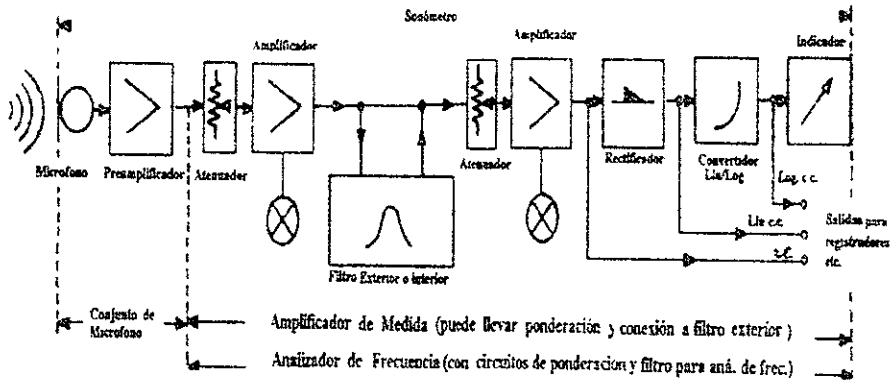 Sonómetro
Amplificador
Amplificador
Indicador
Micrófono
Preamplificador
Atenuador
Atenuador
Rectificador
Convertidor
Lin/Log
Log c.c.
Lin c.c.
c.c.
Salidas para
registradores
etc.
Filtro Exterior o interior
Conjunto de
Micrófono
Amplificador de Medida (puede llevar ponderación y conexión a filtro exterior)
Analizador de Frecuencia (con circuitos de ponderacion y filtro para aná. de frec.)